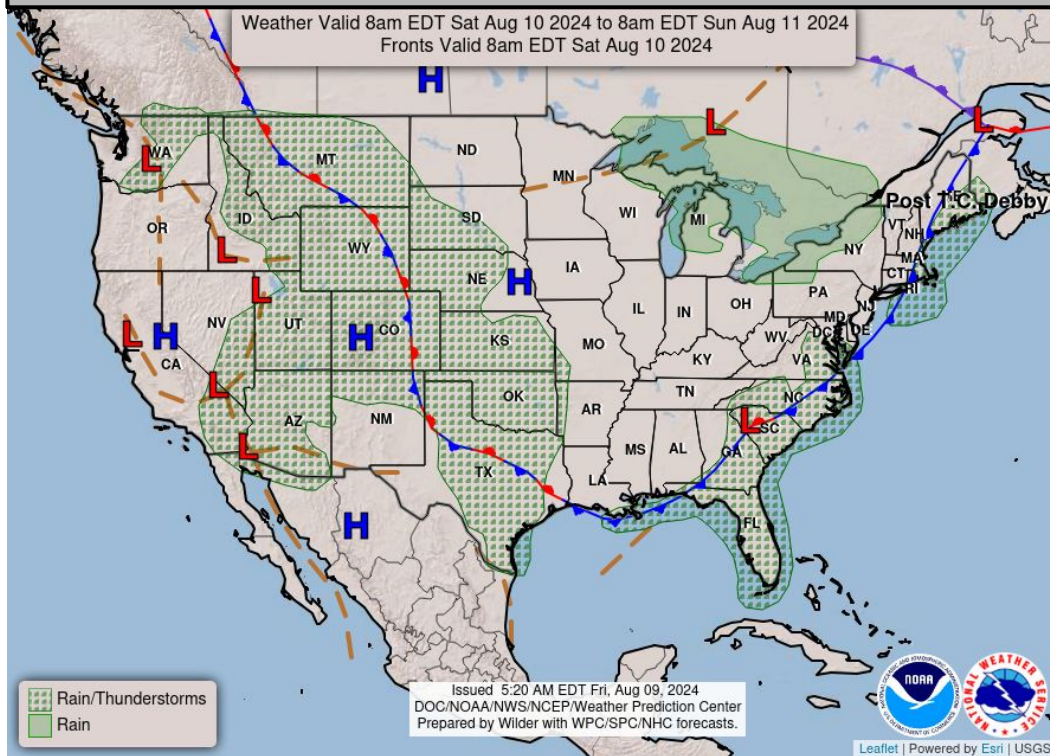 Weather Valid 8am EDT Sat Aug 10 2024 to 8am EDT Sun Aug 11 2024
Fronts Valid 8am EDT Sat Aug 10 2024
H
L
L
WA
MT
ND
MN
L
OR
ID
WY
SD
WI
MI
NY
VT
NH
Post T.C. Debby
MA
CT
RI
L
L
NV
UT
H
CO
NE
H
IA
IL
IN
OH
PA
NJ
MD
DE
DC
WV
VA
L
H
CA
KS
MO
KY
L
AZ
NM
OK
AR
TN
NC
L
SC
L
TX
LA
MS
AL
GA
H
FL
Rain/Thunderstorms
Rain
Issued 5:20 AM EDT Fri, Aug 09, 2024
DOC/NOAA/NWS/NCEP/Weather Prediction Center
Prepared by Wilder with WPC/SPC/NHC forecasts.
NOAA
NATIONAL WEATHER SERVICE
Leaflet | Powered by Esri | USGS